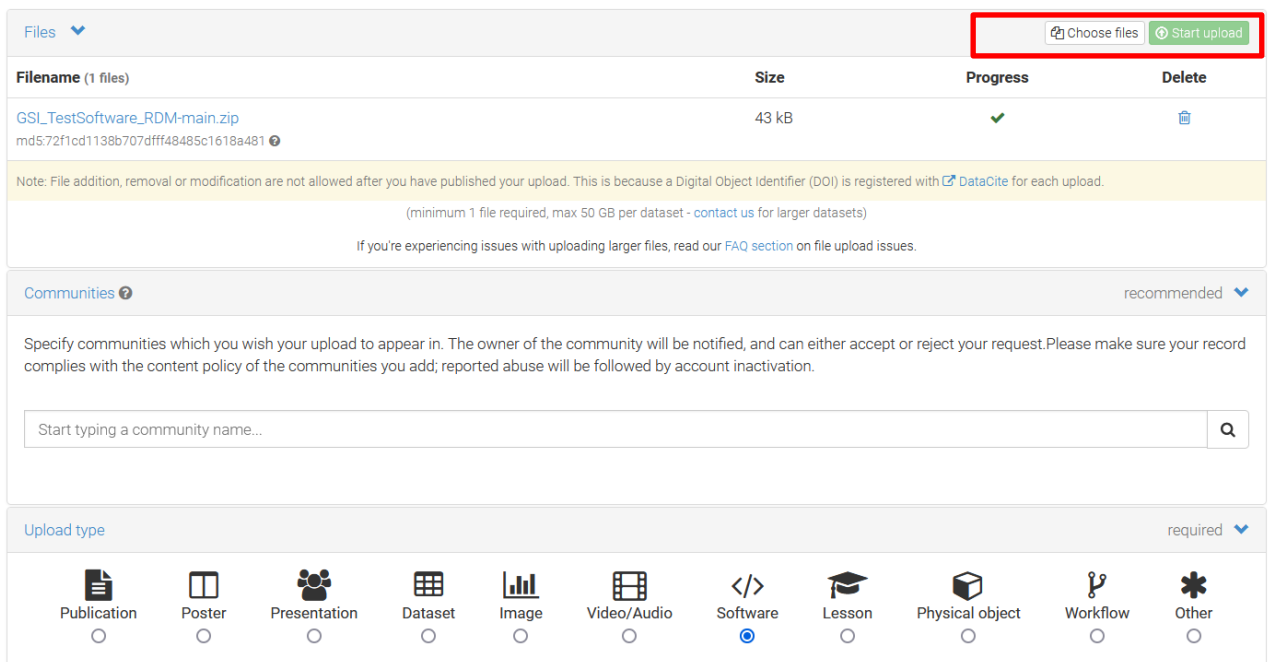 Files
Choose files Start upload
Filename (1 files) Size Progress Delete
GSI_TestSoftware_RDM-main.zip 43 kB
md5:72f1cd1138b707dfff48485c1618a481
Note: File addition, removal or modification are not allowed after you have published your upload. This is because a Digital Object Identifier (DOI) is registered with DataCite for each upload.
(minimum 1 file required, max 50 GB per dataset - contact us for larger datasets)
If you're experiencing issues with uploading larger files, read our FAQ section on file upload issues.
Communities recommended
Specify communities which you wish your upload to appear in. The owner of the community will be notified, and can either accept or reject your request.Please make sure your record
complies with the content policy of the communities you add; reported abuse will be followed by account inactivation.
Start typing a community name...
Upload type required
Publication Poster Presentation Dataset Image Video/Audio Software Lesson Physical object Workflow Other